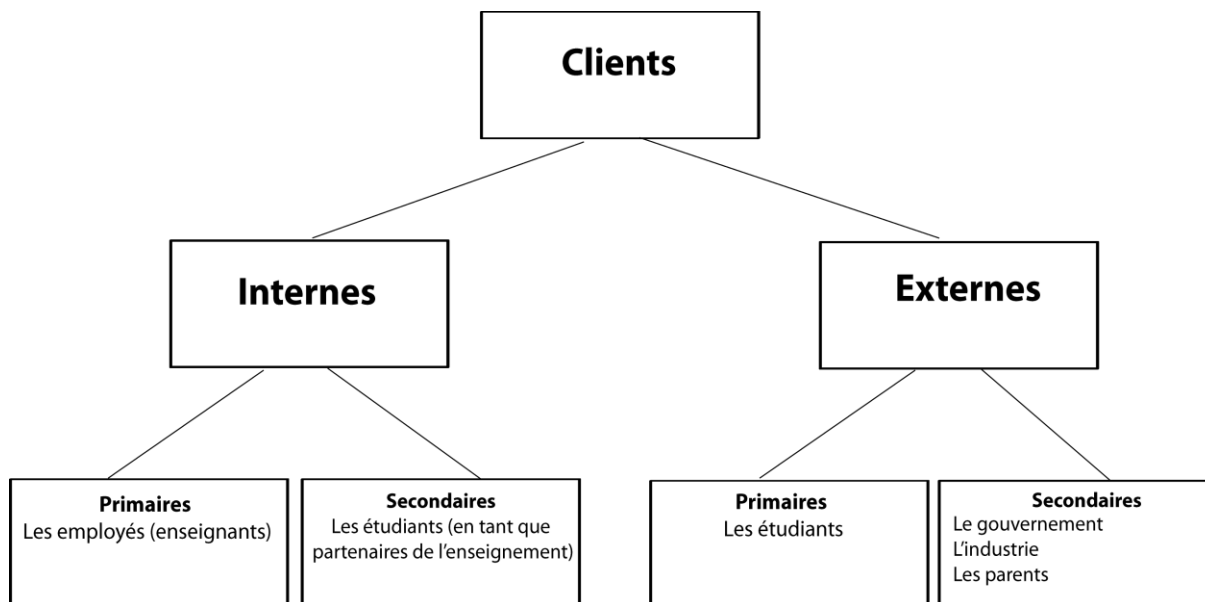 Clients
Internes
Externes
Primaires
Les employés (enseignants)
Secondaires
Les étudiants (en tant que
partenaires de l’enseignement)
Primaires
Les étudiants
Secondaires
Le gouvernement
L’industrie
Les parents